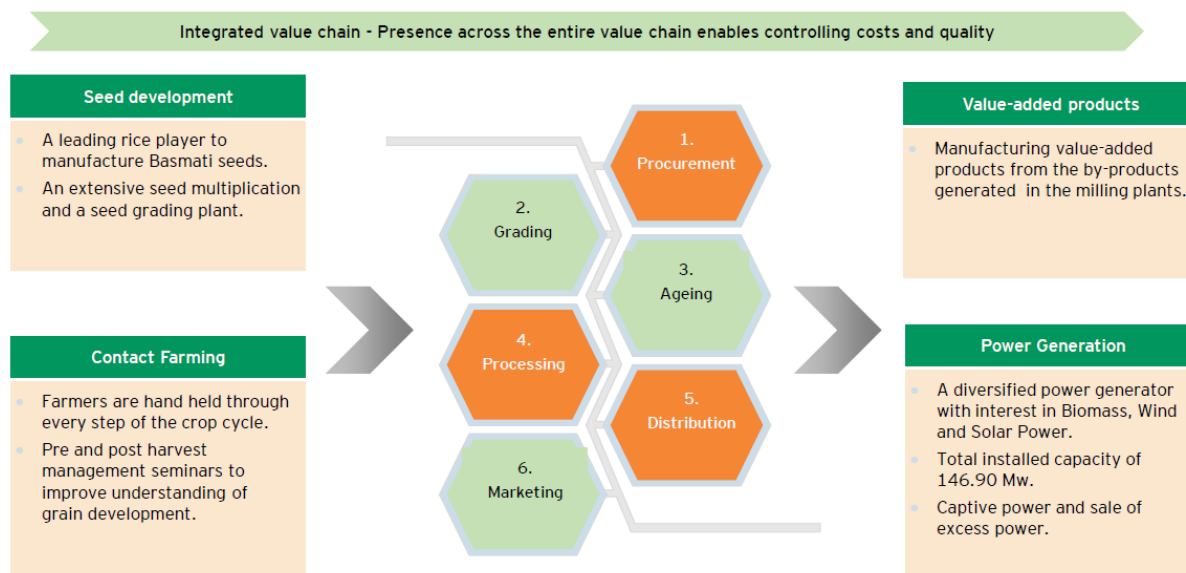 Integrated value chain - Presence across the entire value chain enables controlling costs and quality
Seed development
A leading rice player to
manufacture Basmati seeds.
An extensive seed multiplication
and a seed grading plant.
Contact Farming
Farmers are hand held through
every step of the crop cycle.
Pre and post harvest
management seminars to
improve understanding of
grain development.
1.
Procurement
2.
Grading
3.
Ageing
4.
Processing
5.
Distribution
6.
Marketing
Value-added products
Manufacturing value-added
products from the by-products
generated in the milling plants.
Power Generation
A diversified power generator
with interest in Biomass, Wind
and Solar Power.
Total installed capacity of
146.90 Mw.
Captive power and sale of
excess power.